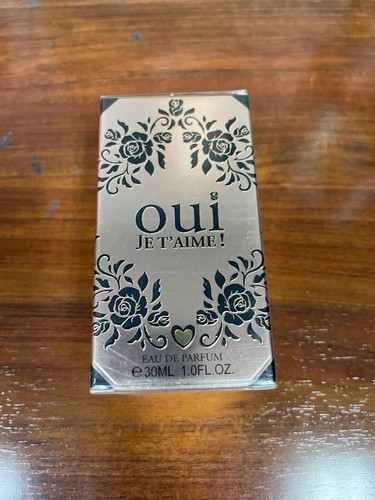 oui
JE T'AIME!
EAU DE PARFUM
℮30ML 1.0FL.OZ.